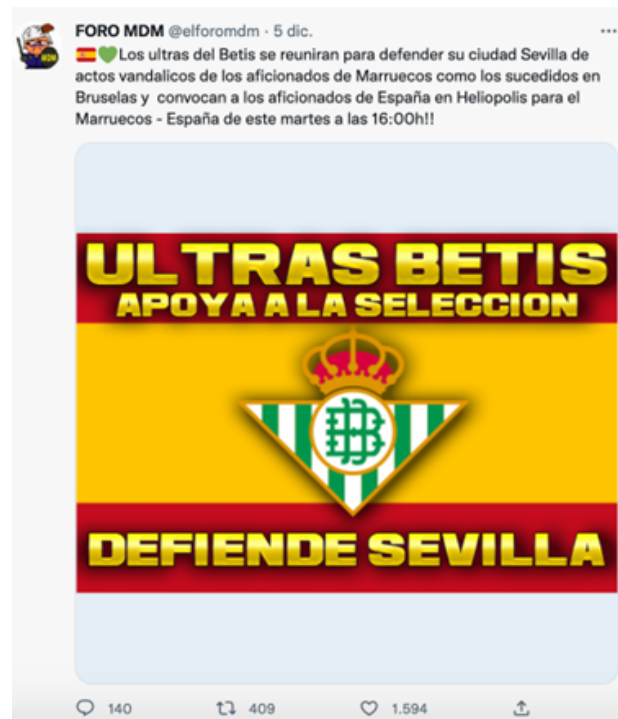 FORO MDM @elforomdm · 5 dic.
🇪🇸💚Los ultras del Betis se reuniran para defender su ciudad Sevilla de
actos vandalicos de los aficionados de Marruecos como los sucedidos en
Bruselas y convocan a los aficionados de España en Heliopolis para el
Marruecos - España de este martes a las 16:00h!!
ULTRAS BETIS
APOYA A LA SELECCION
DEFIENDE SEVILLA
140 409 1.594